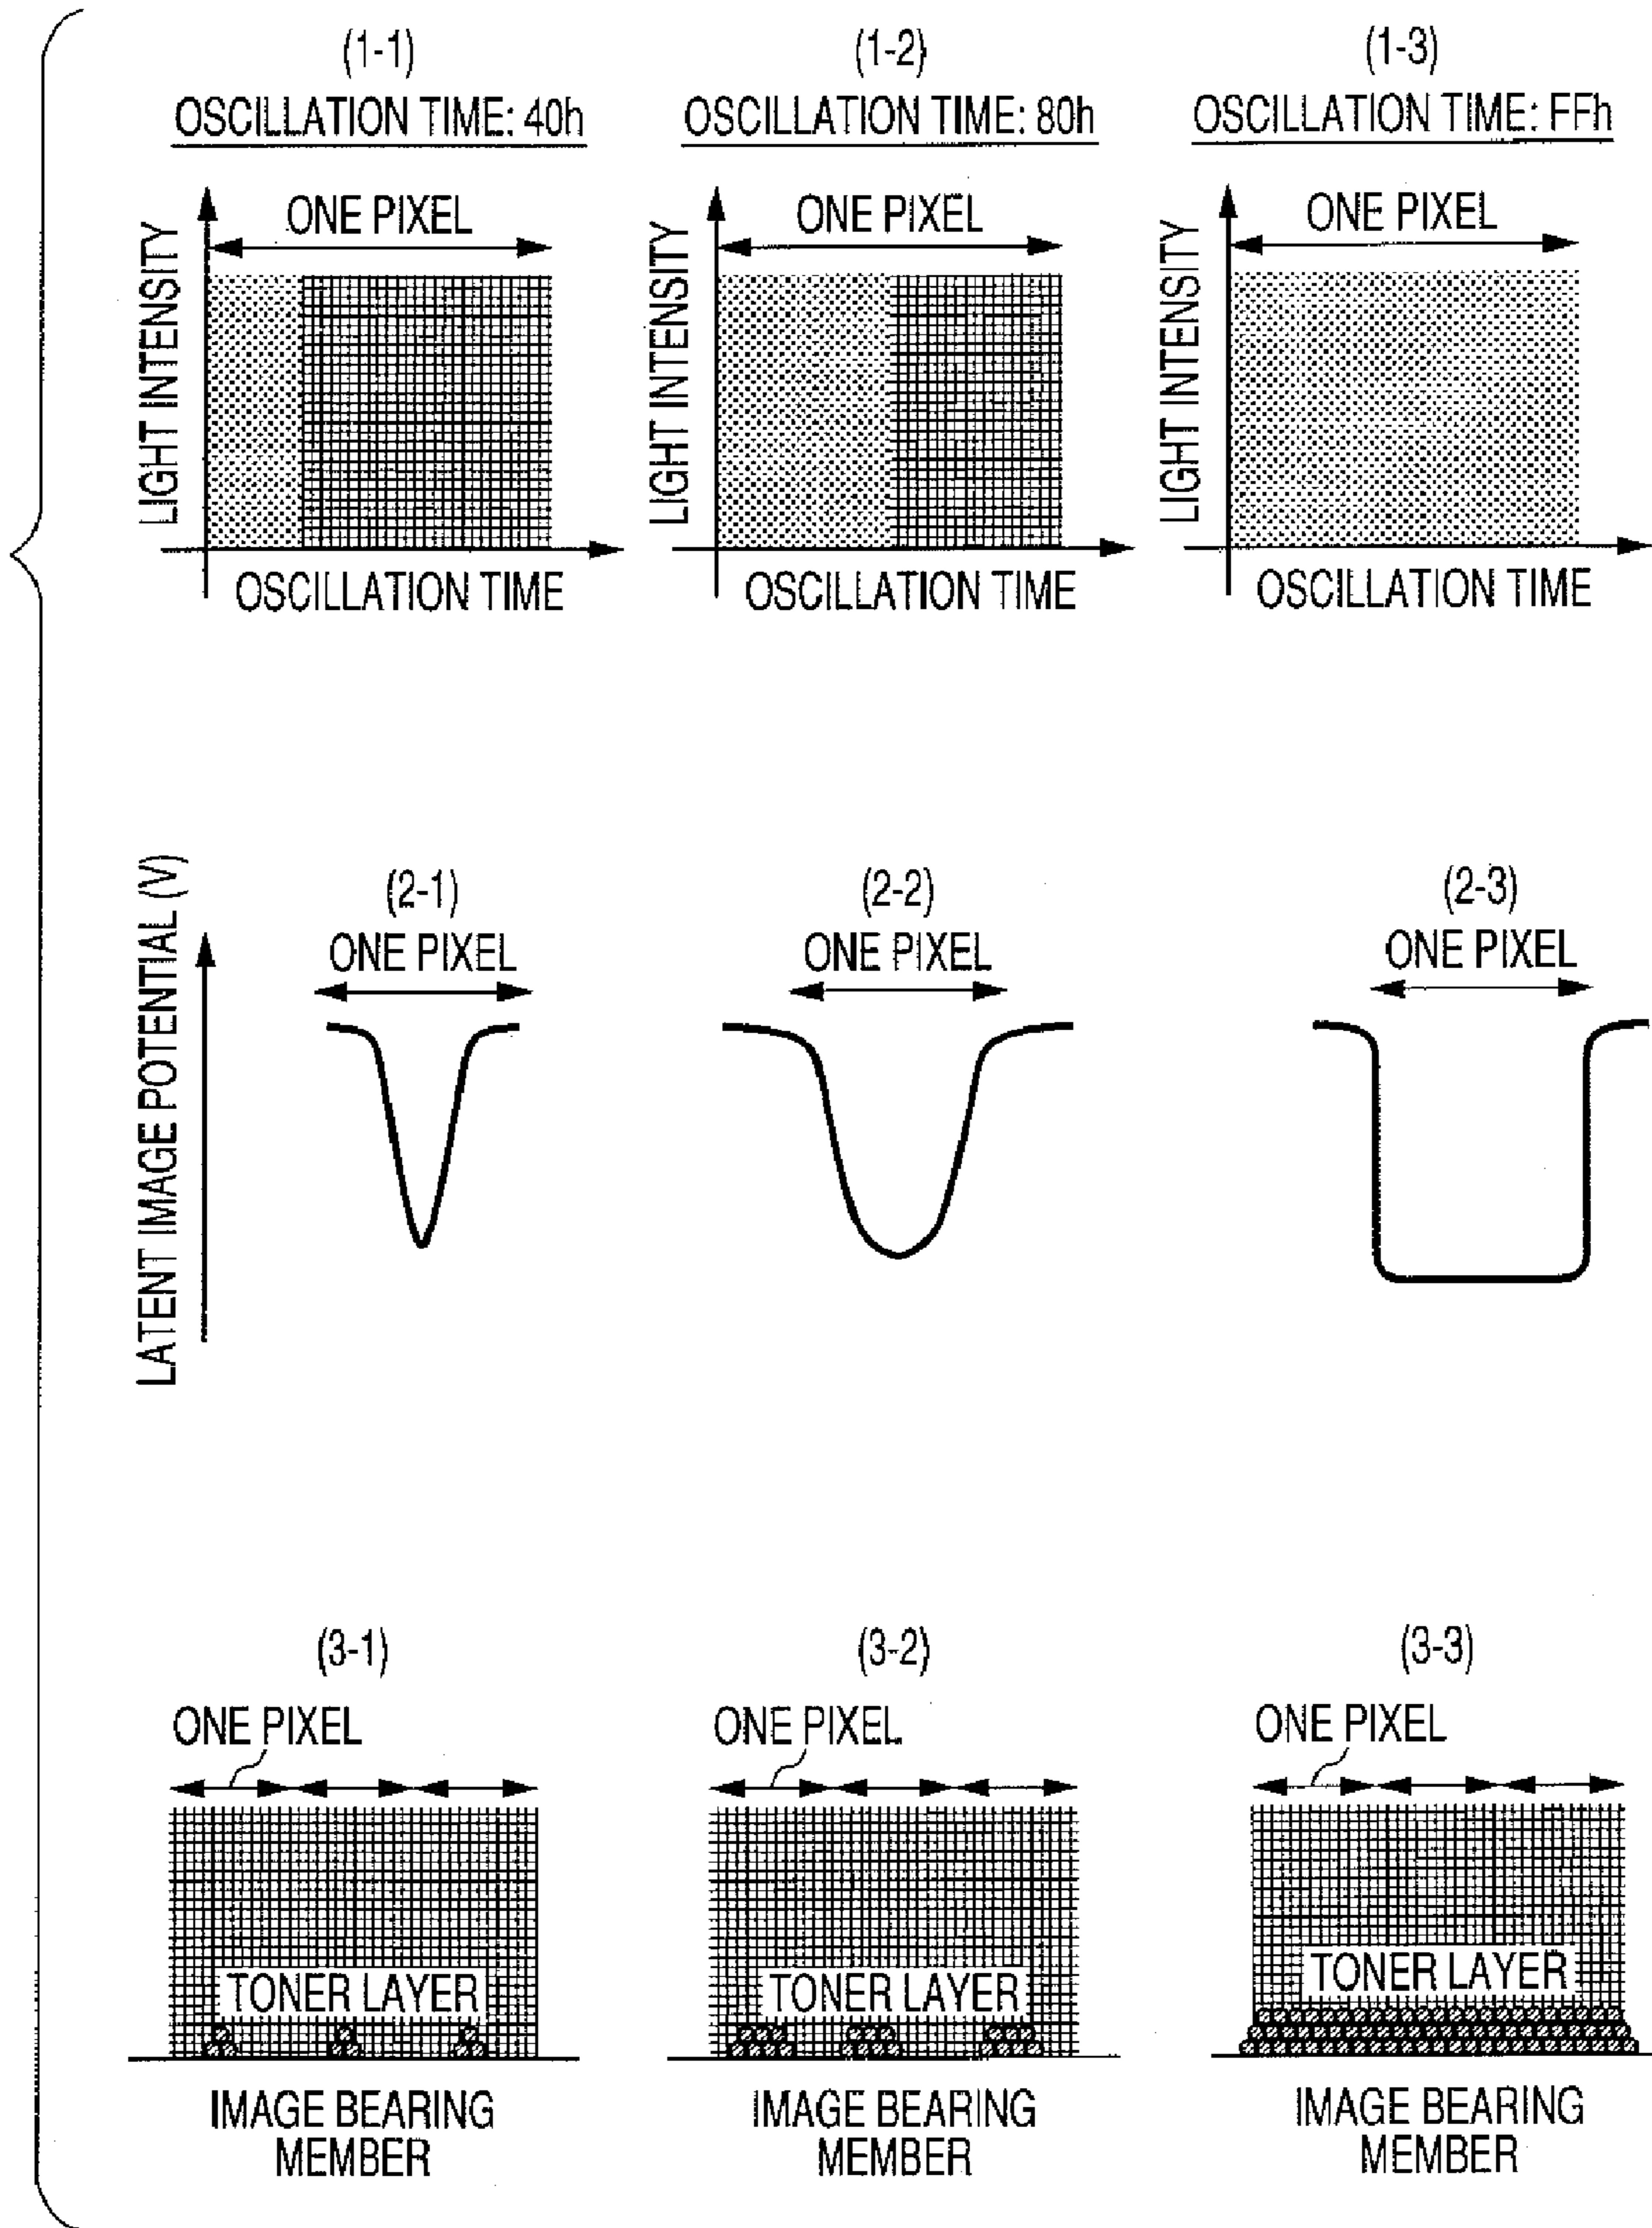 (1-1)
OSCILLATION TIME: 40h
ONE PIXEL
LIGHT INTENSITY
OSCILLATION TIME
(1-2)
OSCILLATION TIME: 80h
ONE PIXEL
LIGHT INTENSITY
OSCILLATION TIME
(1-3)
OSCILLATION TIME: FFh
ONE PIXEL
LIGHT INTENSITY
OSCILLATION TIME
LATENT IMAGE POTENTIAL (V)
(2-1)
ONE PIXEL
(2-2)
ONE PIXEL
(2-3)
ONE PIXEL
(3-1)
ONE PIXEL
TONER LAYER
IMAGE BEARING
MEMBER
(3-2)
ONE PIXEL
TONER LAYER
IMAGE BEARING
MEMBER
(3-3)
ONE PIXEL
TONER LAYER
IMAGE BEARING
MEMBER